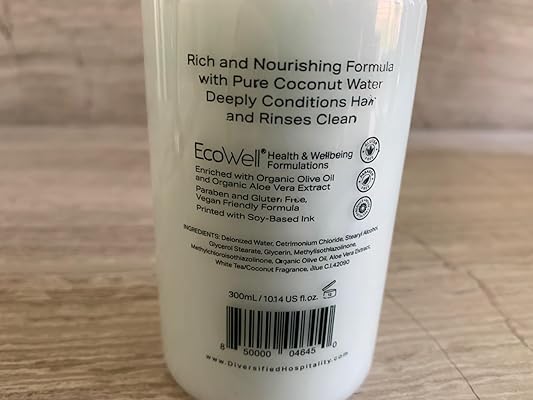 Rich and Nourishing Formula
with Pure Coconut Water
Deeply Conditions Hair
and Rinses Clean
EcoWell® Health & Wellbeing
Formulations
Enriched with Organic Olive Oil
and Organic Aloe Vera Extract
Paraben and Gluten Free,
Vegan Friendly Formula
Printed with Soy-Based Ink
INGREDIENTS: Deionized Water, Cetrimonium Chloride, Stearyl Alcohol,
Glycerol Stearate, Glycerin, Methylisothiazolinone,
Methylchloroisothiazolinone, Organic Olive Oil, Aloe Vera Extract,
White Tea/Coconut Fragrance, Blue C.I.42090
300mL / 10.14 US fl. oz.
8 50000 04645 0
www.DiversifiedHospitality.com